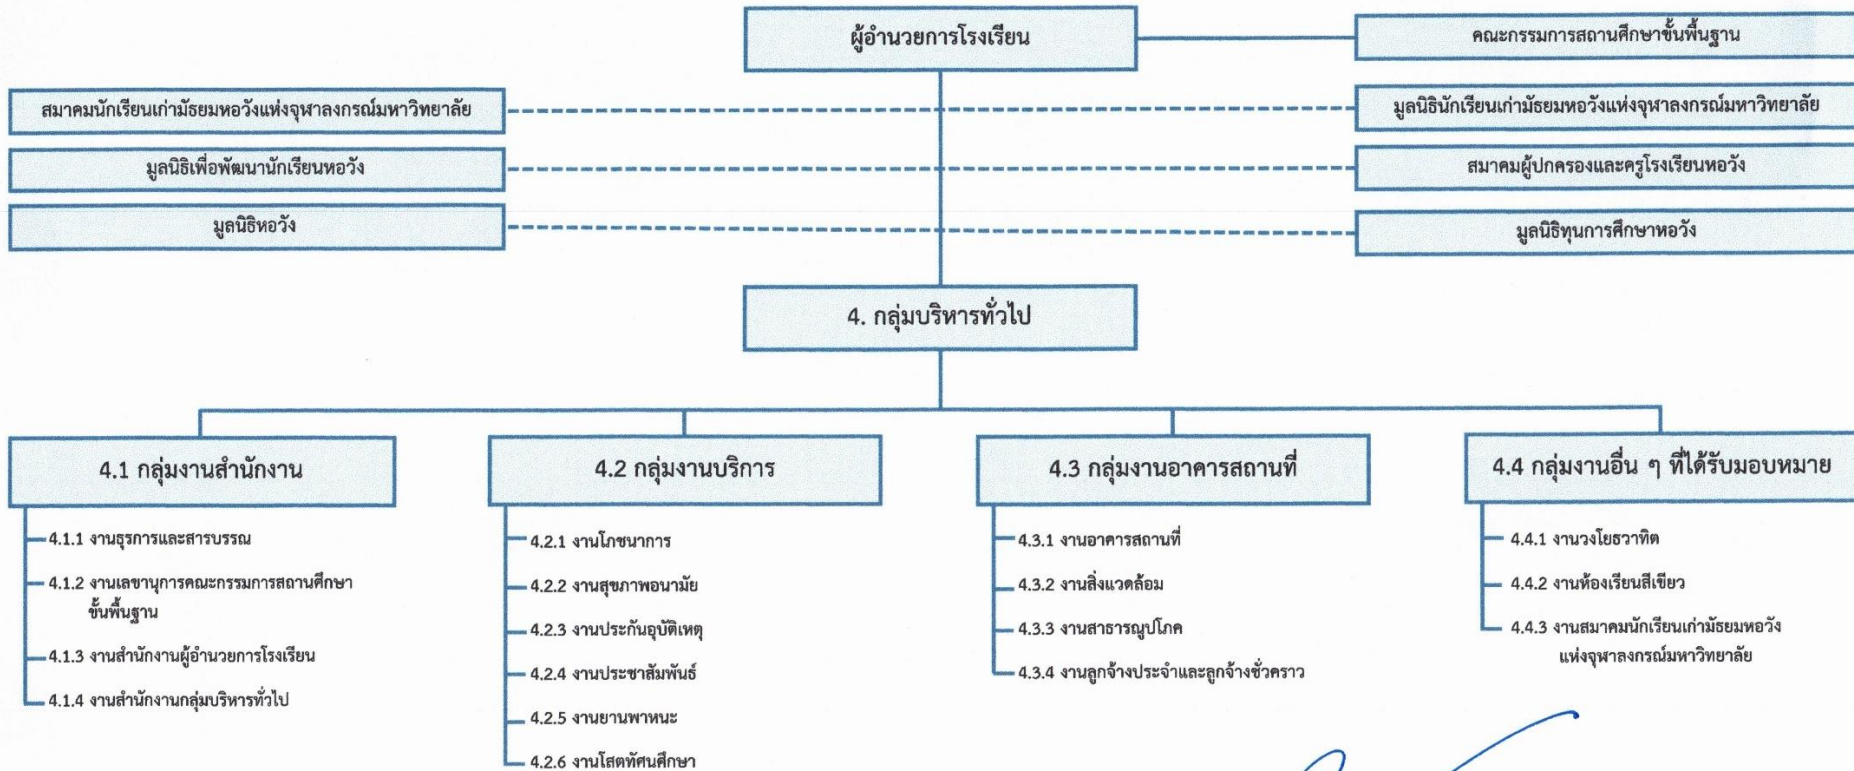 ผู้อำนวยการโรงเรียน
คณะกรรมการสถานศึกษาขั้นพื้นฐาน
สมาคมนักเรียนเก่ามัธยมหอวังแห่งจุฬาลงกรณ์มหาวิทยาลัย
มูลนิธินักเรียนเก่ามัธยมหอวังแห่งจุฬาลงกรณ์มหาวิทยาลัย
มูลนิธิเพื่อพัฒนานักเรียนหอวัง
สมาคมผู้ปกครองและครูโรงเรียนหอวัง
มูลนิธิหอวัง
มูลนิธิทุนการศึกษาหอวัง
4. กลุ่มบริหารทั่วไป
4.1 กลุ่มงานสำนักงาน
4.1.1 งานธุรการและสารบรรณ
4.1.2 งานเลขานุการคณะกรรมการสถานศึกษา
ขั้นพื้นฐาน
4.1.3 งานสำนักงานผู้อำนวยการโรงเรียน
4.1.4 งานสำนักงานกลุ่มบริหารทั่วไป
4.2 กลุ่มงานบริการ
4.2.1 งานโภชนาการ
4.2.2 งานสุขภาพอนามัย
4.2.3 งานประกันอุบัติเหตุ
4.2.4 งานประชาสัมพันธ์
4.2.5 งานยานพาหนะ
4.2.6 งานโสตทัศนศึกษา
4.3 กลุ่มงานอาคารสถานที่
4.3.1 งานอาคารสถานที่
4.3.2 งานสิ่งแวดล้อม
4.3.3 งานสาธารณูปโภค
4.3.4 งานลูกจ้างประจำและลูกจ้างชั่วคราว
4.4 กลุ่มงานอื่น ๆ ที่ได้รับมอบหมาย
4.4.1 งานวงโยธวาทิต
4.4.2 งานห้องเรียนสีเขียว
4.4.3 งานสมาคมนักเรียนเก่ามัธยมหอวัง
แห่งจุฬาลงกรณ์มหาวิทยาลัย